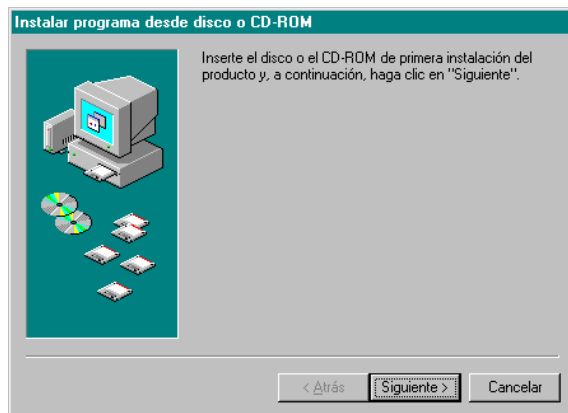 Instalar programa desde disco o CD-ROM
Inserte el disco o el CD-ROM de primera instalación del
producto y, a continuación, haga clic en "Siguiente".
< Atrás
Siguiente >
Cancelar